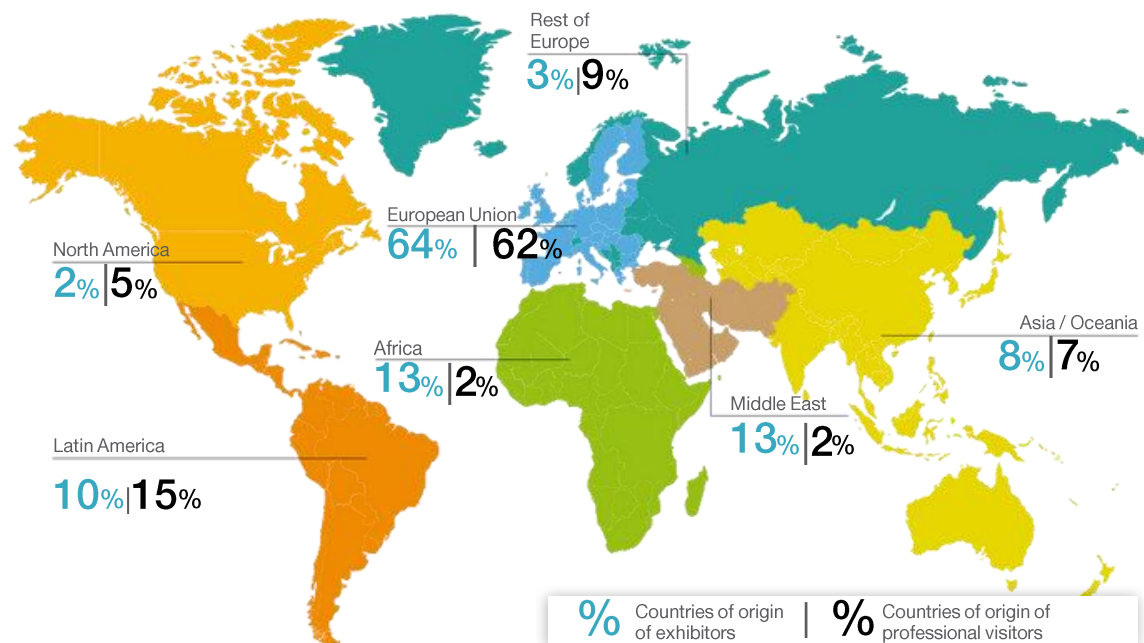 Rest of
Europe
3%|9%
European Union
64% | 62%
North America
2%|5%
Asia / Oceania
8%|7%
Africa
13%|2%
Middle East
13%|2%
Latin America
10%|15%
% Countries of origin
of exhibitors
| % Countries of origin of
professional visitors